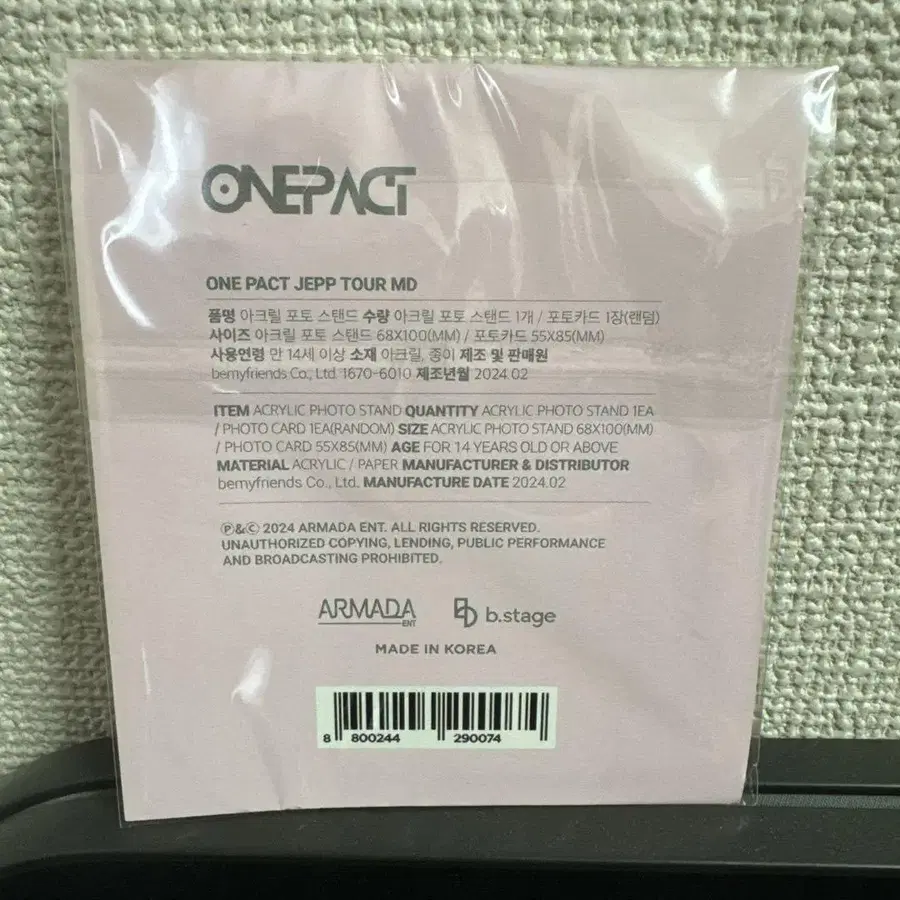 ONEPACT
ONE PACT JEPP TOUR MD
품명 아크릴 포토 스탠드 수량 아크릴 포토 스탠드 1개 / 포토카드 1장(랜덤)
사이즈 아크릴 포토 스탠드 68X100(MM) / 포토카드 55X85(MM)
사용연령 만 14세 이상 소재 아크릴, 종이 제조 및 판매원
bemyfriends Co., Ltd. 1670-6010 제조년월 2024.02
ITEM ACRYLIC PHOTO STAND QUANTITY ACRYLIC PHOTO STAND 1EA
/ PHOTO CARD 1EA(RANDOM) SIZE ACRYLIC PHOTO STAND 68X100(MM)
/ PHOTO CARD 55X85(MM) AGE FOR 14 YEARS OLD OR ABOVE
MATERIAL ACRYLIC / PAPER MANUFACTURER & DISTRIBUTOR
bemyfriends Co., Ltd. MANUFACTURE DATE 2024.02
℗&© 2024 ARMADA ENT. ALL RIGHTS RESERVED.
UNAUTHORIZED COPYING, LENDING, PUBLIC PERFORMANCE
AND BROADCASTING PROHIBITED.
ARMADA ENT b.stage
MADE IN KOREA
8 800244 290074